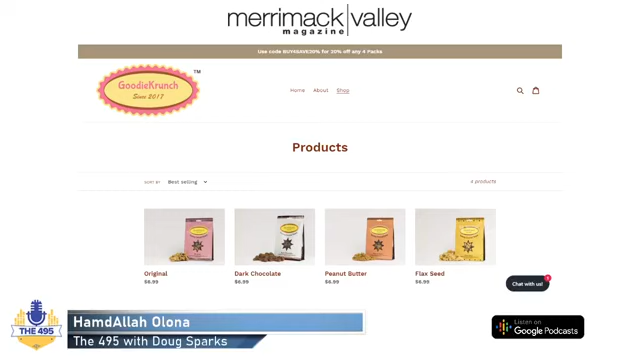 merrimack valley
magazine
Use code BUY4SAVE20% for 20% off any 4 Packs
GoodieKrunch
Since 2017
TM
Home About Shop
Products
SORT BY Best selling
4 products
Original
$6.99
Dark Chocolate
$6.99
Peanut Butter
$6.99
Flax Seed
$6.99
Chat with us!
THE 495
HamdAllah Olona
The 495 with Doug Sparks
Listen on
Google Podcasts